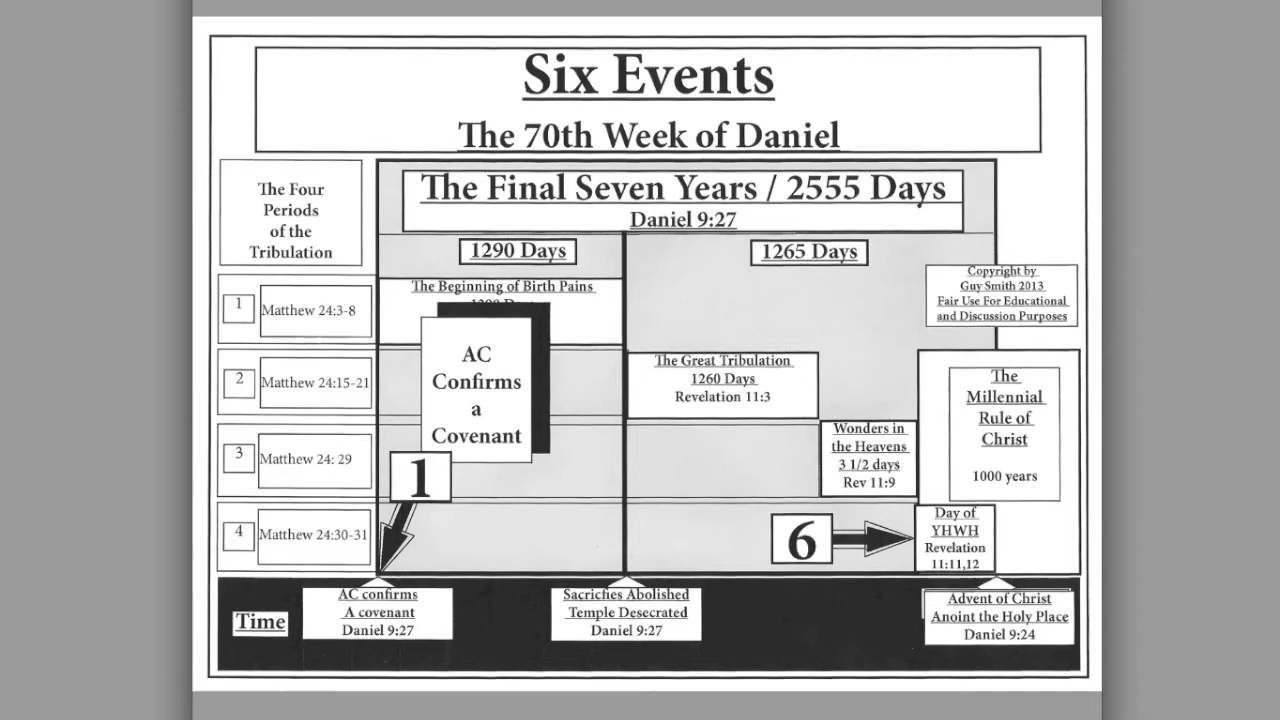 Six Events
The 70th Week of Daniel
The Four
Periods
of the
Tribulation
The Final Seven Years / 2555 Days
Daniel 9:27
1290 Days
1265 Days
Copyright by
Guy Smith 2013
Fair Use For Educational
and Discussion Purposes
1
Matthew 24:3-8
The Beginning of Birth Pains
AC
Confirms
a
Covenant
2
Matthew 24:15-21
The Great Tribulation
1260 Days
Revelation 11:3
The
Millennial
Rule of
Christ
1000 years
3
Matthew 24: 29
1
Wonders in
the Heavens
3 1/2 days
Rev 11:9
4
Matthew 24:30-31
6
Day of
YHWH
Revelation
11:11,12
Time
AC confirms
A covenant
Daniel 9:27
Sacricfies Abolished
Temple Desecrated
Daniel 9:27
Advent of Christ
Anoint the Holy Place
Daniel 9:24